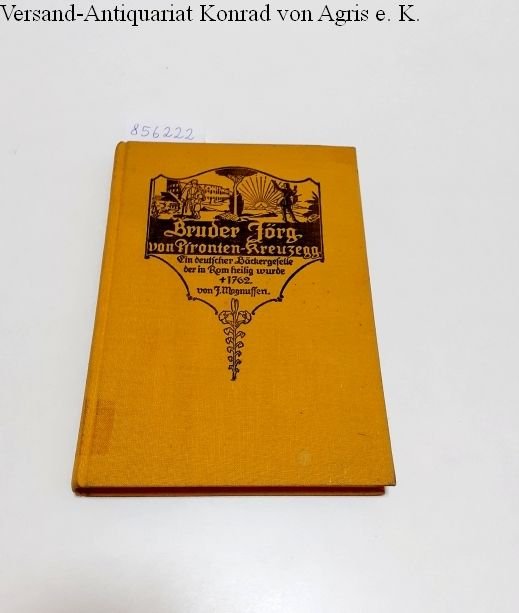 Versand-Antiquariat Konrad von Agris e. K.
856222
Bruder Jörg
von Pfronten-Kreuzegg
Ein deutscher Bäckergeselle
der in Rom heilig wurde
+ 1762.
von J. Magnussen.